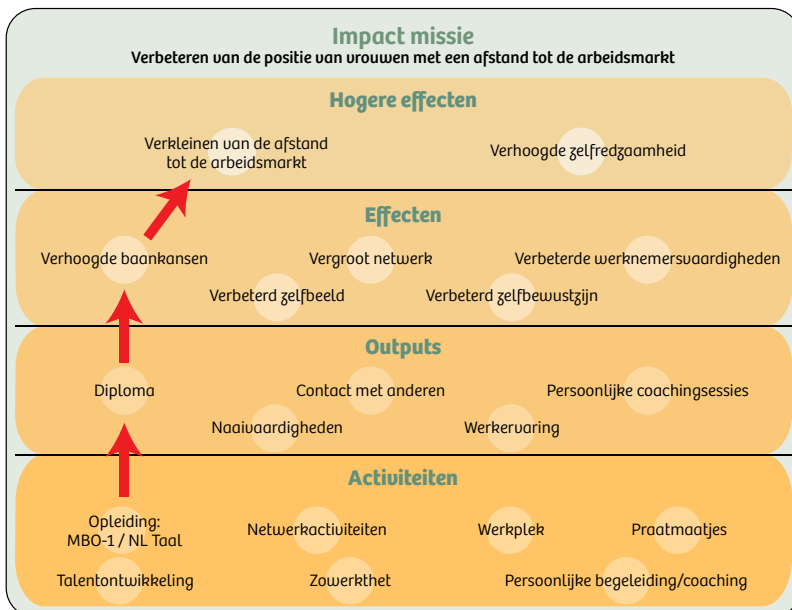 Impact missie
Verbeteren van de positie van vrouwen met een afstand tot de arbeidsmarkt
Hogere effecten
Verkleinen van de afstand
tot de arbeidsmarkt
Verhoogde zelfredzaamheid
Effecten
Verhoogde baankansen
Vergroot netwerk
Verbeterde werknemersvaardigheden
Verbeterd zelfbeeld
Verbeterd zelfbewustzijn
Outputs
Diploma
Contact met anderen
Persoonlijke coachingsessies
Naaivaardigheden
Werkervaring
Activiteiten
Opleiding:
MBO-1 / NL Taal
Netwerkactiviteiten
Werkplek
Praatmaatjes
Talentontwikkeling
Zowerkthet
Persoonlijke begeleiding/coaching